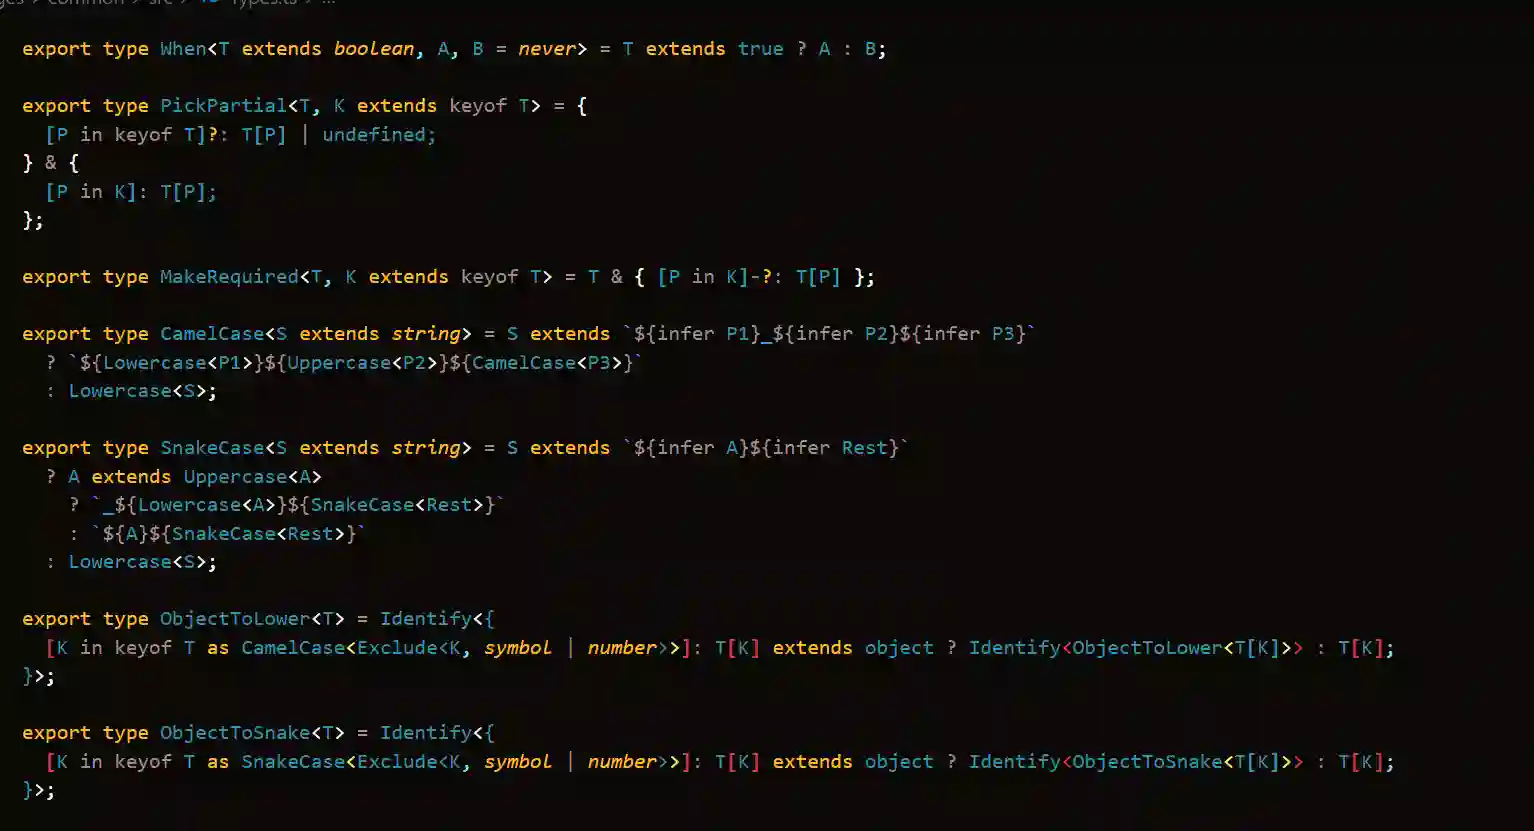 common > src > Types.ts > ...
export type When<T extends boolean, A, B = never> = T extends true ? A : B;
export type PickPartial<T, K extends keyof T> = {
[P in keyof T]?: T[P] | undefined;
} & {
[P in K]: T[P];
};
export type MakeRequired<T, K extends keyof T> = T & { [P in K]-?: T[P] };
export type CamelCase<S extends string> = S extends `${infer P1}_${infer P2}${infer P3}`
? `${Lowercase<P1>}${Uppercase<P2>}${CamelCase<P3>}`
: Lowercase<S>;
export type SnakeCase<S extends string> = S extends `${infer A}${infer Rest}`
? A extends Uppercase<A>
? `_${Lowercase<A>}${SnakeCase<Rest>}`
: `${A}${SnakeCase<Rest>}`
: Lowercase<S>;
export type ObjectToLower<T> = Identify<{
[K in keyof T as CamelCase<Exclude<K, symbol | number>>]: T[K] extends object ? Identify<ObjectToLower<T[K]>> : T[K];
}>;
export type ObjectToSnake<T> = Identify<{
[K in keyof T as SnakeCase<Exclude<K, symbol | number>>]: T[K] extends object ? Identify<ObjectToSnake<T[K]>> : T[K];
}>;